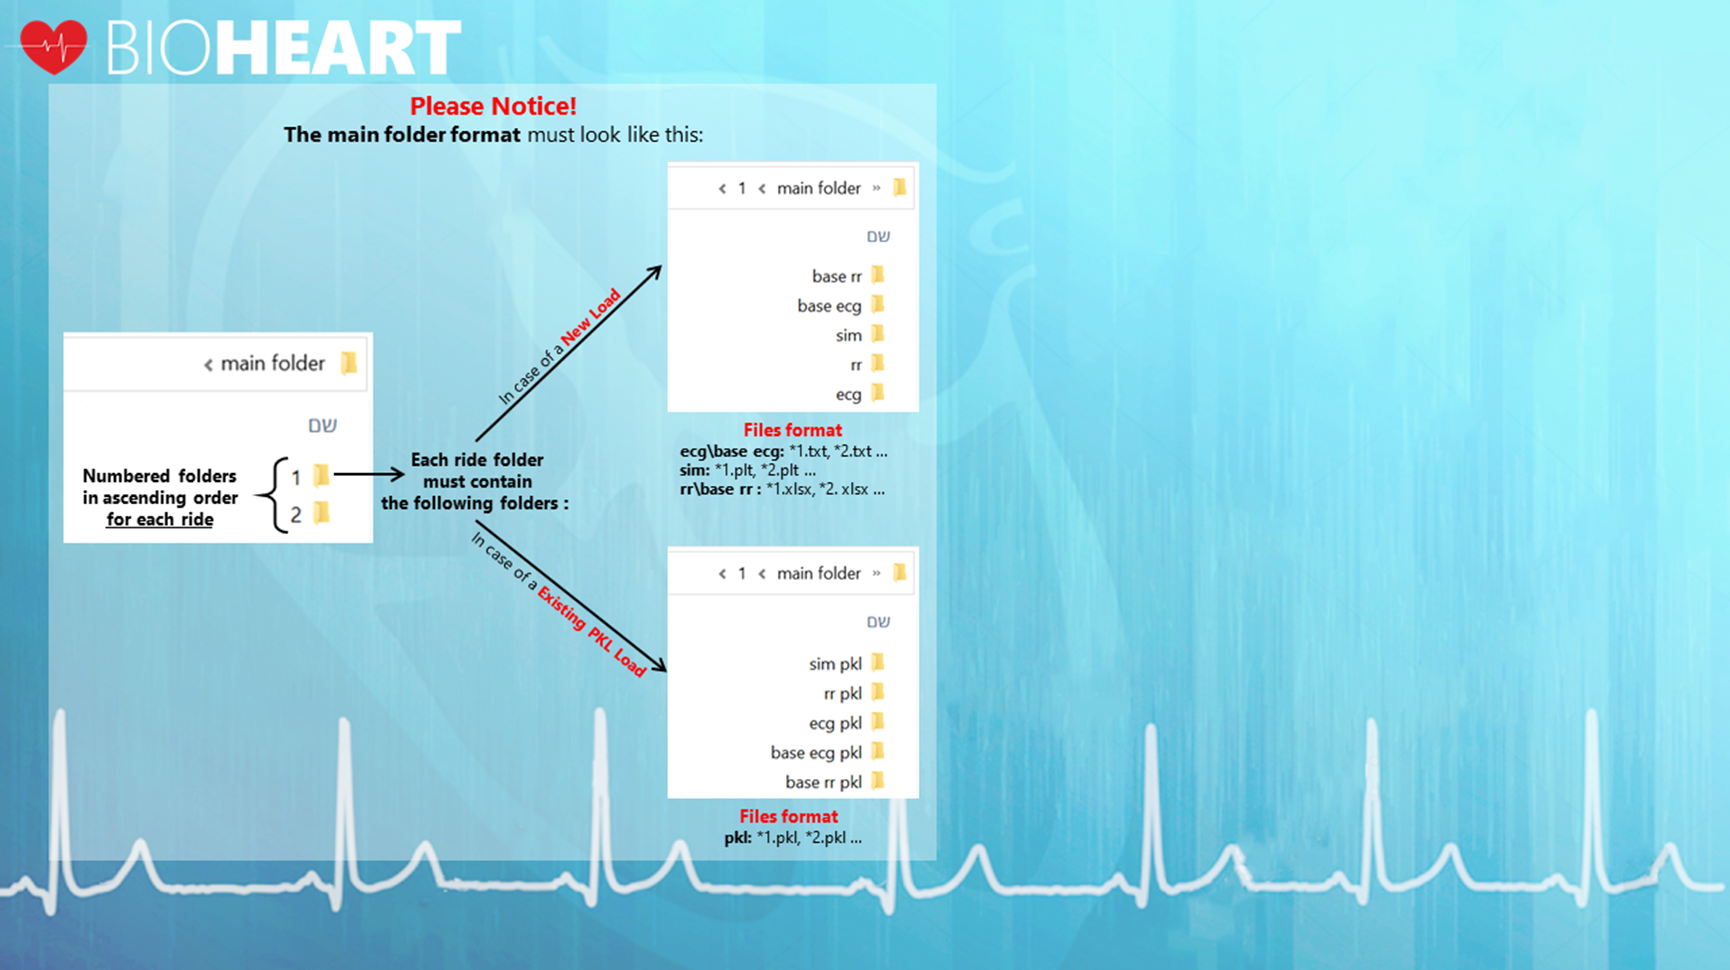 BIOHEART
Please Notice!
The main folder format must look like this:
< main folder
שם
1
2
Numbered folders
in ascending order
for each ride
Each ride folder
must contain
the following folders :
In case of a New Load
< 1 < main folder »
שם
base rr
base ecg
sim
rr
ecg
Files format
ecg\base ecg: *1.txt, *2.txt ...
sim: *1.plt, *2.plt ...
rr\base rr : *1.xlsx, *2. xlsx ...
In case of a Existing PKL Load
< 1 < main folder »
שם
sim pkl
rr pkl
ecg pkl
base ecg pkl
base rr pkl
Files format
pkl: *1.pkl, *2.pkl ...